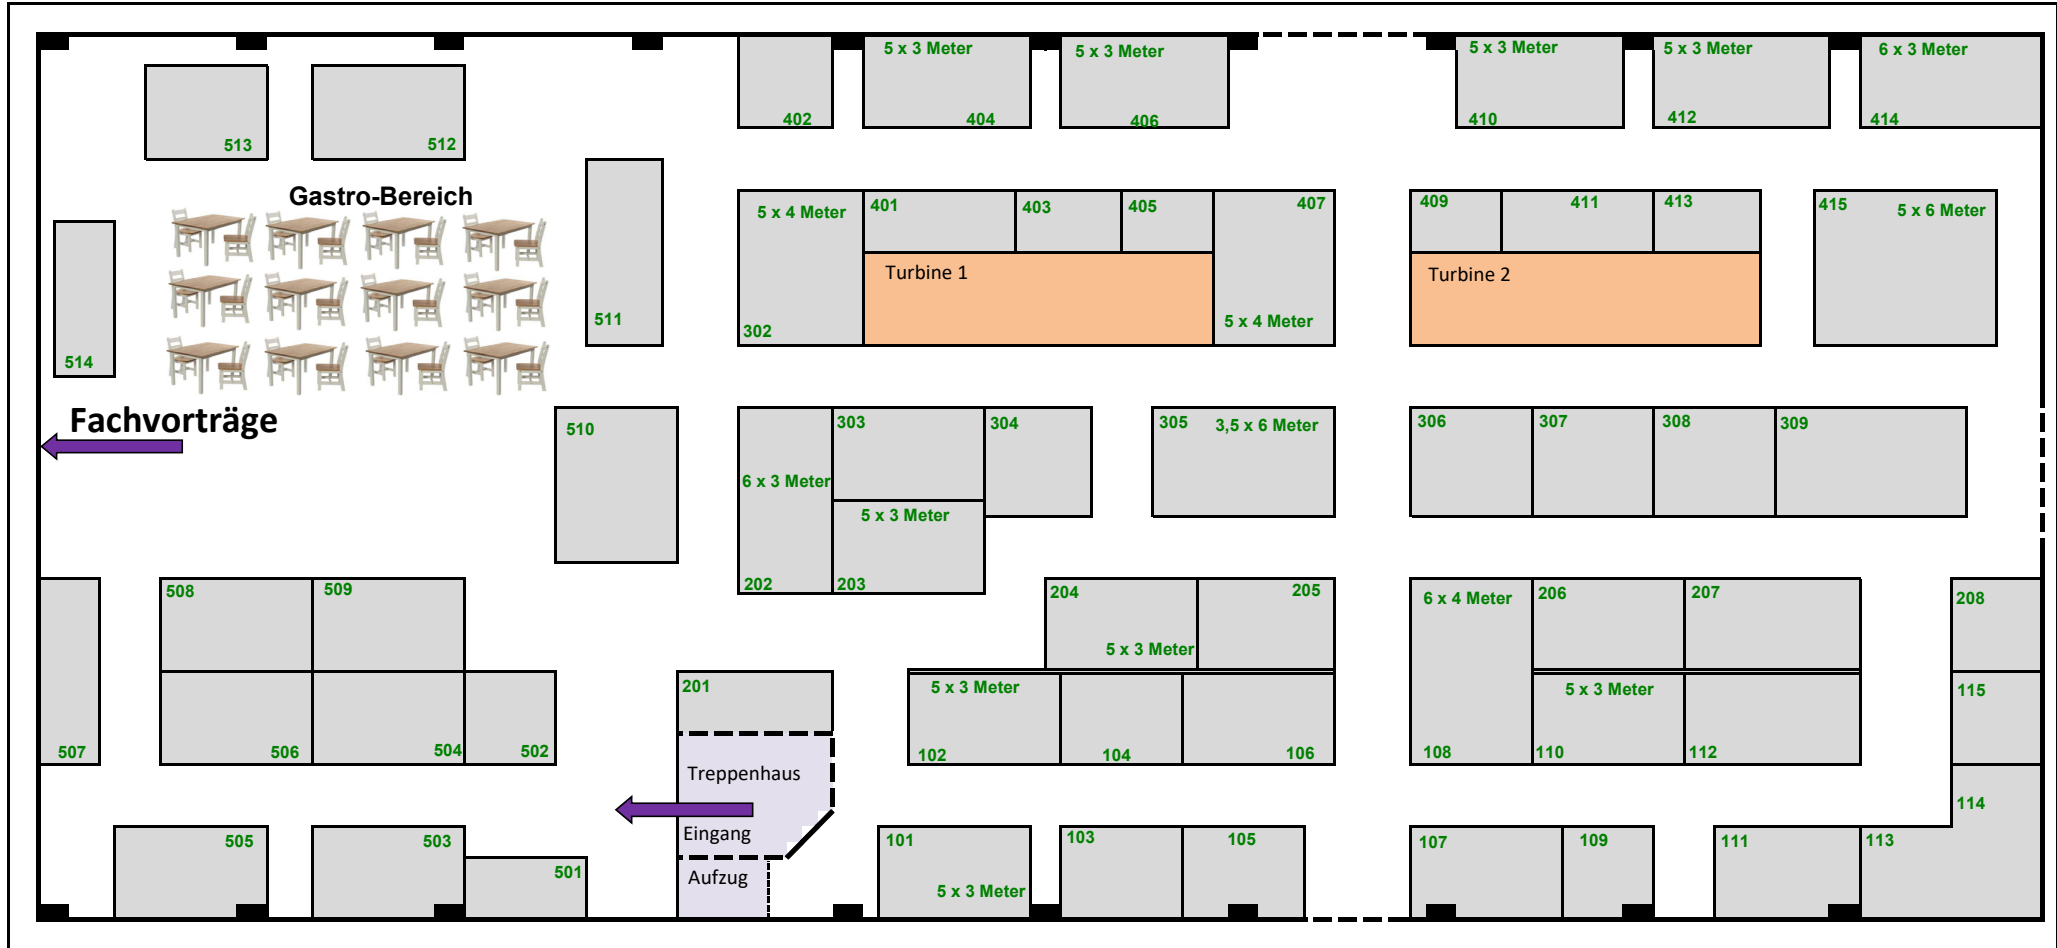 5 x 3 Meter
5 x 3 Meter
5 x 3 Meter
5 x 3 Meter
6 x 3 Meter
402
404
406
410
412
414
513
512
Gastro-Bereich
5 x 4 Meter
401
403
405
407
409
411
413
415
5 x 6 Meter
Turbine 1
Turbine 2
511
302
5 x 4 Meter
514
Fachvorträge
510
303
304
305
3,5 x 6 Meter
306
307
308
309
6 x 3 Meter
5 x 3 Meter
202
203
508
509
204
205
6 x 4 Meter
206
207
208
5 x 3 Meter
201
5 x 3 Meter
5 x 3 Meter
115
507
506
504
502
102
104
106
108
110
112
Treppenhaus
114
Eingang
505
503
101
103
105
107
109
111
113
501
Aufzug
5 x 3 Meter